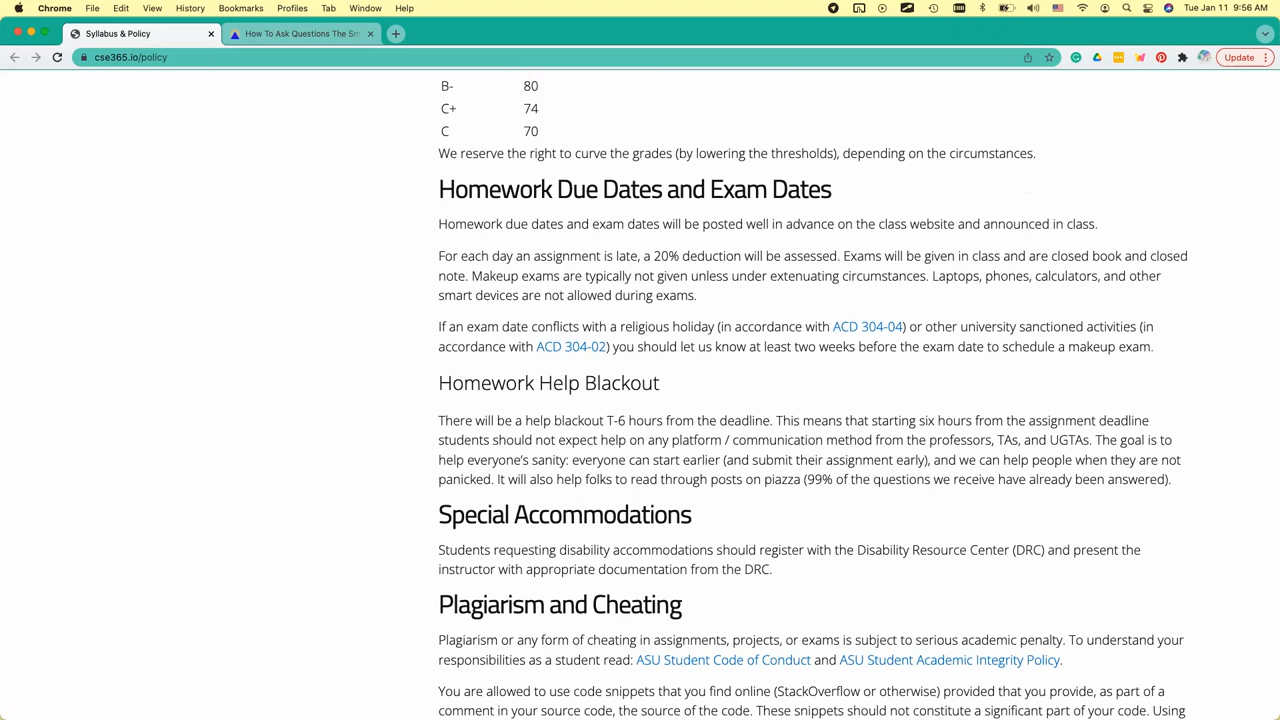 Chrome File Edit View History Bookmarks Profiles Tab Window Help Tue Jan 11 9:56 AM
Syllabus & Policy How To Ask Questions The Sm
cse365.io/policy Update
B- 80
C+ 74
C 70
We reserve the right to curve the grades (by lowering the thresholds), depending on the circumstances.
Homework Due Dates and Exam Dates
Homework due dates and exam dates will be posted well in advance on the class website and announced in class.
For each day an assignment is late, a 20% deduction will be assessed. Exams will be given in class and are closed book and closed
note. Makeup exams are typically not given unless under extenuating circumstances. Laptops, phones, calculators, and other
smart devices are not allowed during exams.
If an exam date conflicts with a religious holiday (in accordance with ACD 304-04) or other university sanctioned activities (in
accordance with ACD 304-02) you should let us know at least two weeks before the exam date to schedule a makeup exam.
Homework Help Blackout
There will be a help blackout T-6 hours from the deadline. This means that starting six hours from the assignment deadline
students should not expect help on any platform / communication method from the professors, TAs, and UGTAs. The goal is to
help everyone's sanity: everyone can start earlier (and submit their assignment early), and we can help people when they are not
panicked. It will also help folks to read through posts on piazza (99% of the questions we receive have already been answered).
Special Accommodations
Students requesting disability accommodations should register with the Disability Resource Center (DRC) and present the
instructor with appropriate documentation from the DRC.
Plagiarism and Cheating
Plagiarism or any form of cheating in assignments, projects, or exams is subject to serious academic penalty. To understand your
responsibilities as a student read: ASU Student Code of Conduct and ASU Student Academic Integrity Policy.
You are allowed to use code snippets that you find online (StackOverflow or otherwise) provided that you provide, as part of a
comment in your source code, the source of the code. These snippets should not constitute a significant part of your code. Using